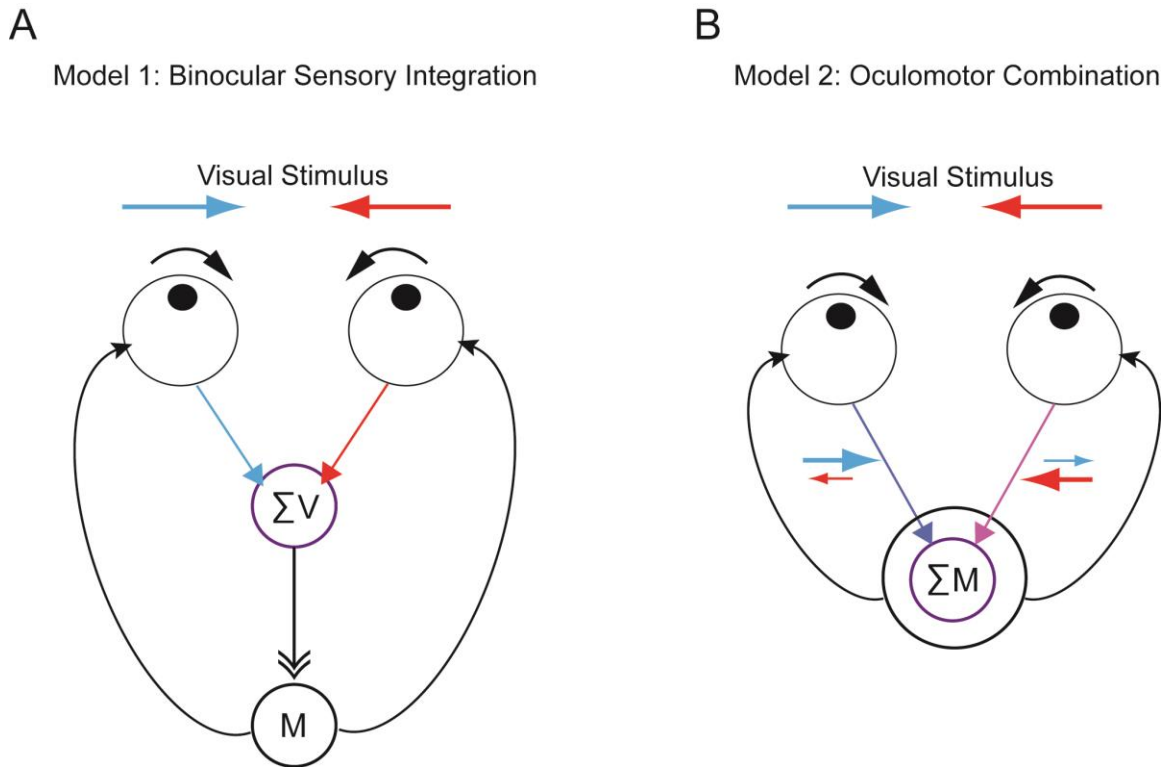 A
Model 1: Binocular Sensory Integration
Visual Stimulus
∑V
M
B
Model 2: Oculomotor Combination
Visual Stimulus
∑M